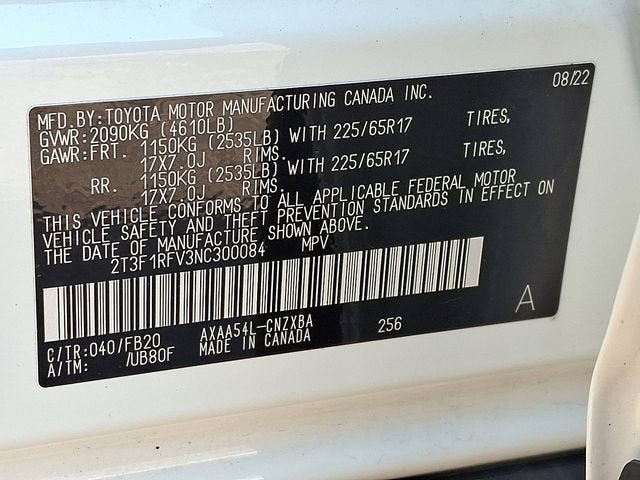 08/22
MFD.BY:TOYOTA MOTOR MANUFACTURING CANADA INC.
GVWR:2090KG (4610LB)
GAWR:FRT. 1150KG (2535LB) WITH 225/65R17 TIRES,
17X7.0J RIMS.
RR. 1150KG (2535LB) WITH 225/65R17 TIRES,
17X7.0J RIMS.
THIS VEHICLE CONFORMS TO ALL APPLICABLE FEDERAL MOTOR
VEHICLE SAFETY AND THEFT PREVENTION STANDARDS IN EFFECT ON
THE DATE OF MANUFACTURE SHOWN ABOVE.
2T3F1RFV3NC300084 MPV
A
C/TR:040/FB20 AXAA54L-CNZXBA 256
A/TM: /UB80F MADE IN CANADA